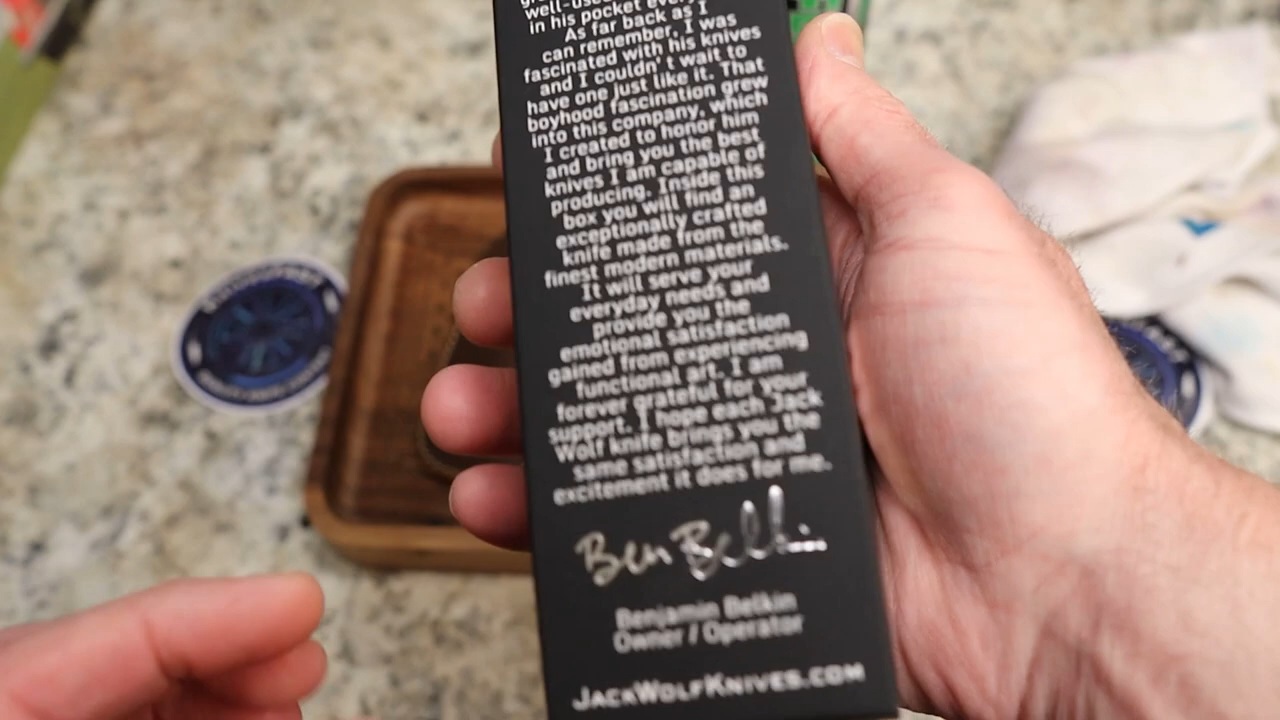 well-used
in his pocket every
As far back as I
can remember, I was
fascinated with his knives
and I couldn't wait to
have one just like it. That
boyhood fascination grew
into this company, which
I created to honor him
and bring you the best
knives I am capable of
producing. Inside this
box you will find an
exceptionally crafted
knife made from the
finest modern materials.
It will serve your
everyday needs and
provide you the
emotional satisfaction
gained from experiencing
functional art. I am
forever grateful for your
support. I hope each Jack
Wolf knife brings you the
same satisfaction and
excitement it does for me.
Ben Belkin
Benjamin Belkin
Owner / Operator
JackWolfKnives.com